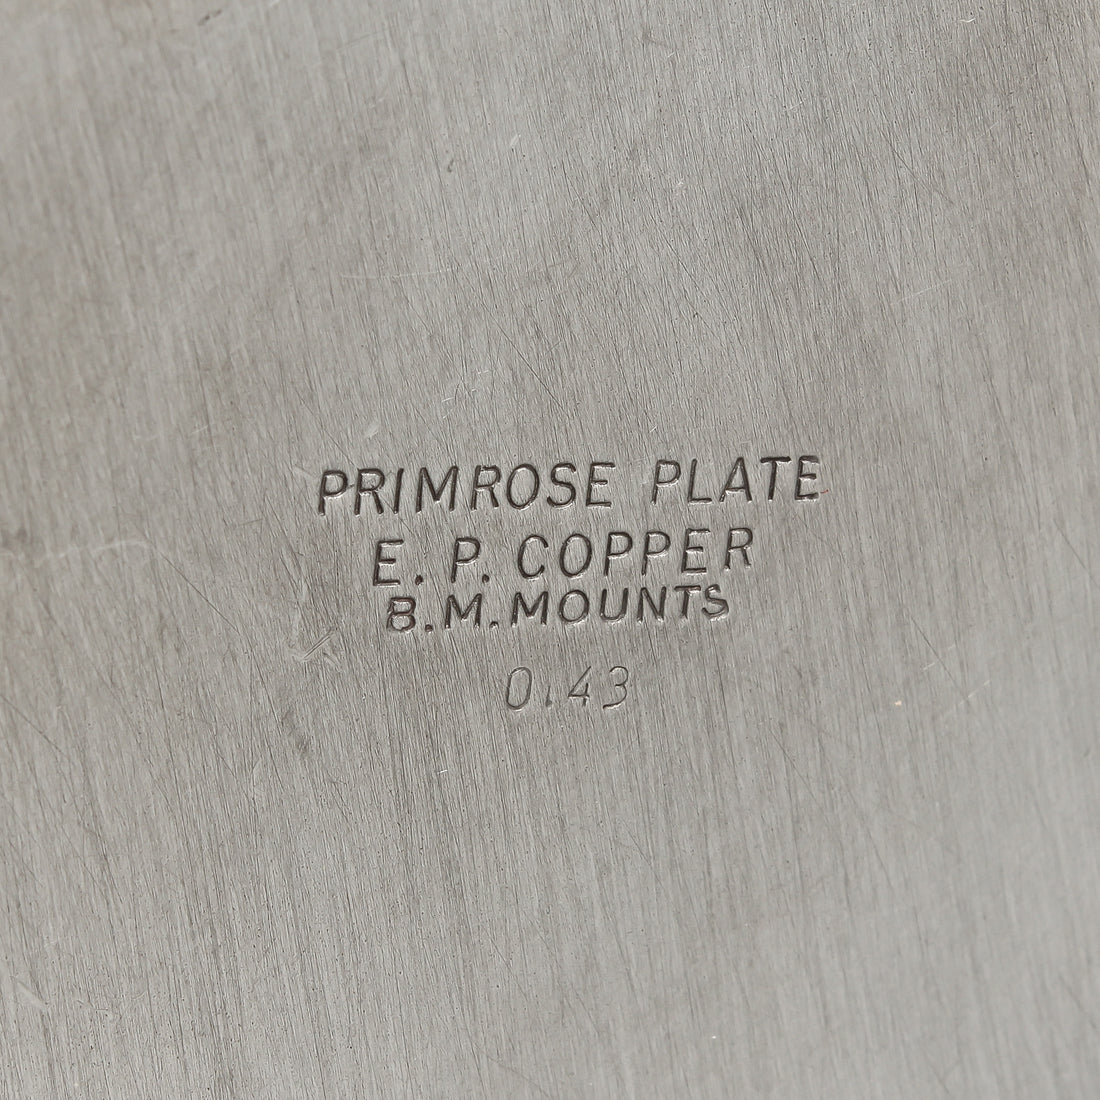 PRIMROSE PLATE
E. P. COPPER
B.M. MOUNTS
0.43